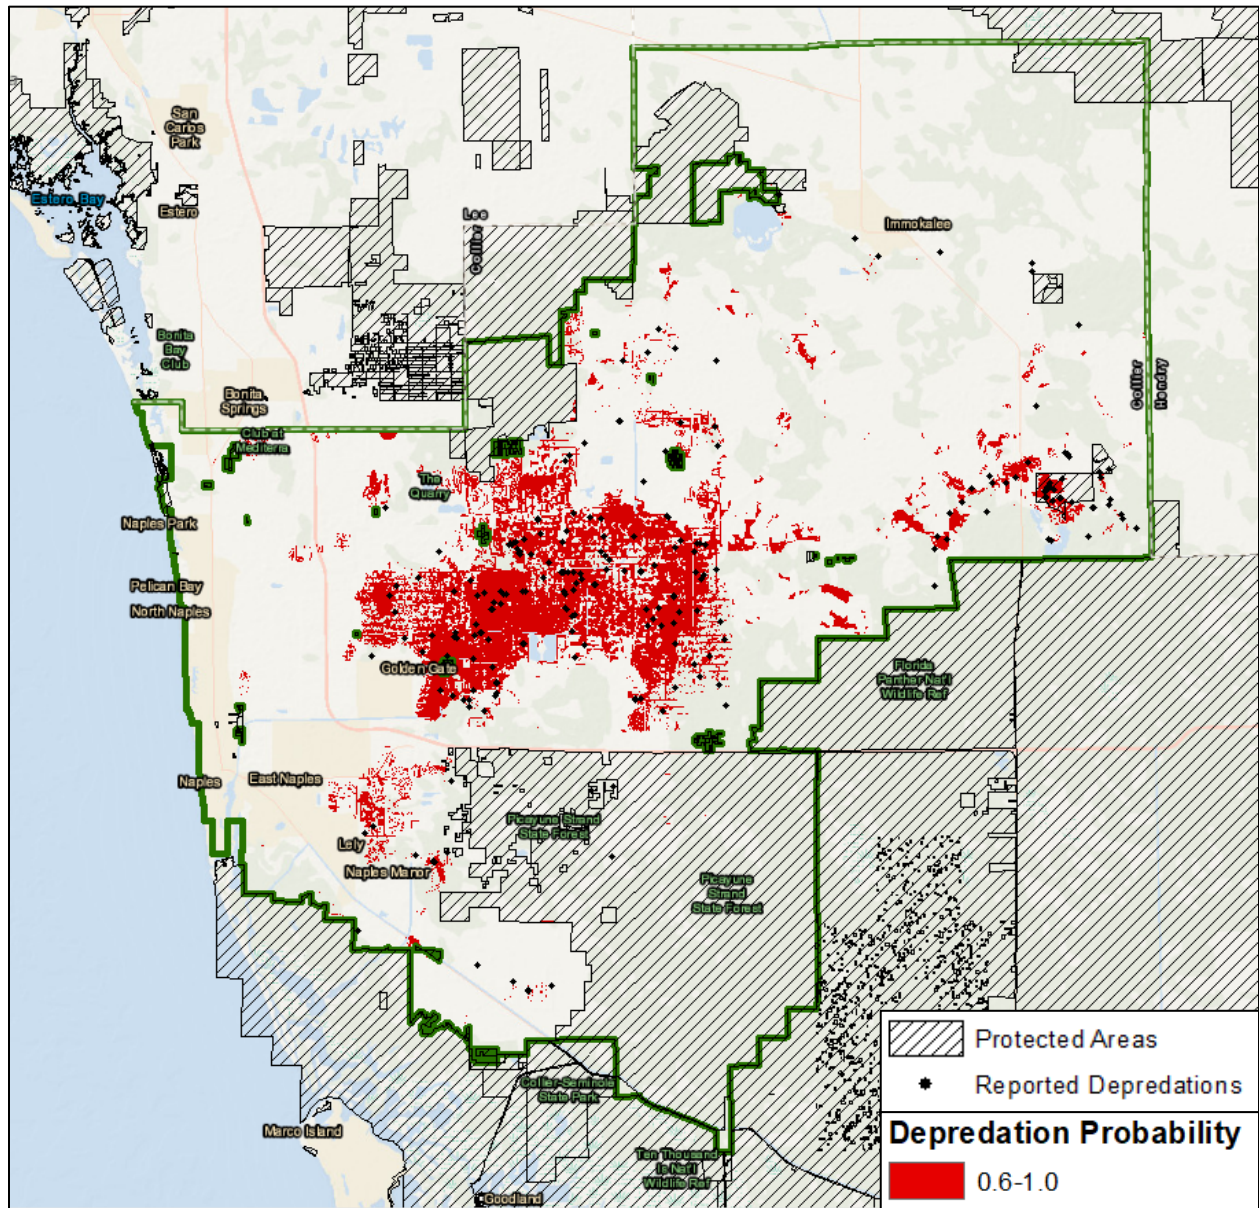 San
Carlos
Park
Estero Bay
Estero
Lee
Collier
Immokalee
Bonita
Bay
Club
Bonita
Springs
Collier
Hendry
Club at
Mediterra
The
Quarry
Naples Park
Pelican Bay
North Naples
Golden Gate
Florida
Panther Nat'l
Wildlife Ref
Naples
East Naples
Picayune Strand
State Forest
Lely
Naples Manor
Picayune
Strand
State Forest
Collier-Seminole
State Park
Marco Island
Ten Thousand
Is Nat'l
Wildlife Ref
Goodland
Protected Areas
Reported Depredations
Depredation Probability
0.6-1.0